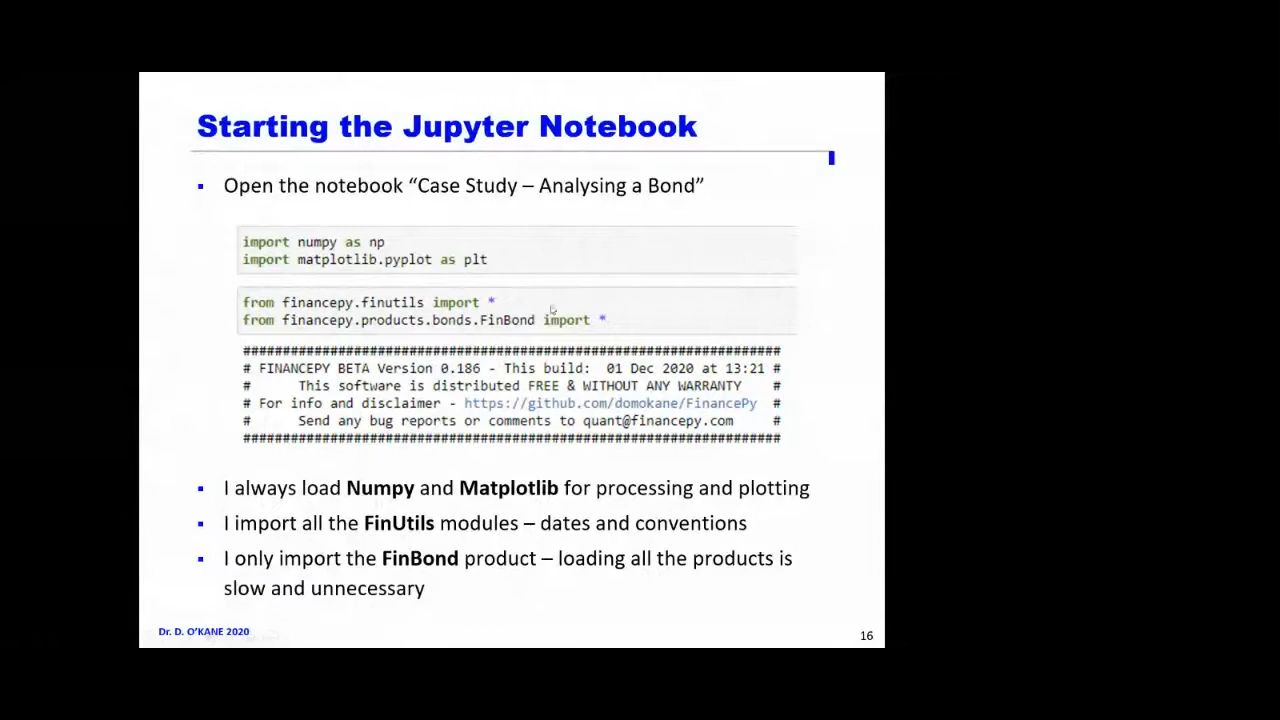 Starting the Jupyter Notebook
▪ Open the notebook “Case Study – Analysing a Bond”
import numpy as np
import matplotlib.pyplot as plt
from financepy.finutils import *
from financepy.products.bonds.FinBond import *
####################################################################
# FINANCEPY BETA Version 0.186 - This build:  01 Dec 2020 at 13:21 #
#      This software is distributed FREE & WITHOUT ANY WARRANTY    #
# For info and disclaimer - https://github.com/domokane/FinancePy  #
#      Send any bug reports or comments to quant@financepy.com     #
####################################################################
▪ I always load Numpy and Matplotlib for processing and plotting
▪ I import all the FinUtils modules – dates and conventions
▪ I only import the FinBond product – loading all the products is
slow and unnecessary
Dr. D. O’KANE 2020
16